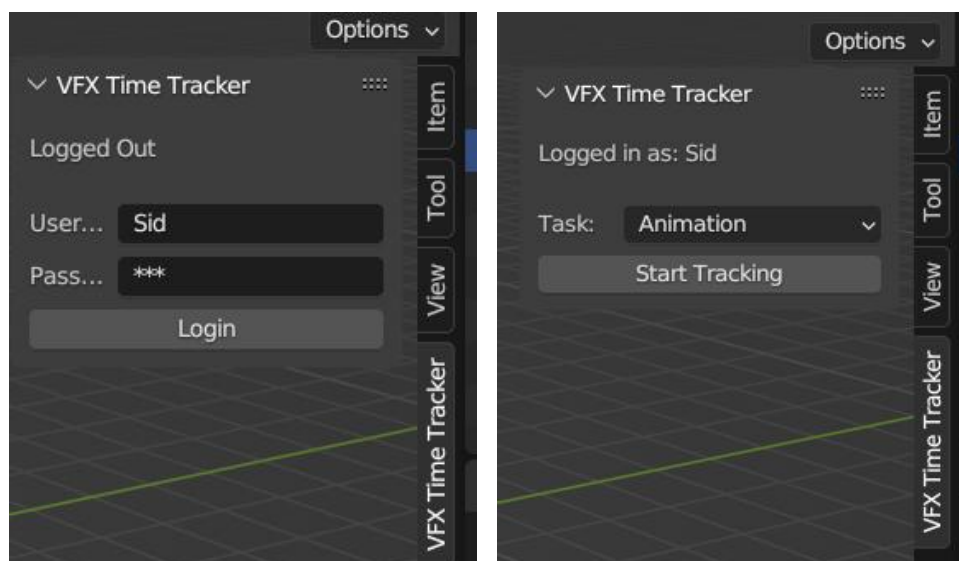 Options
VFX Time Tracker
Logged Out
User... Sid
Pass... ***
Login
Item
Tool
View
VFX Time Tracker
Options
VFX Time Tracker
Logged in as: Sid
Task: Animation
Start Tracking
Item
Tool
View
VFX Time Tracker